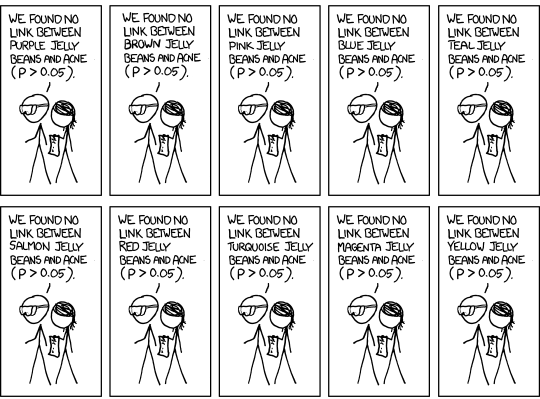 WE FOUND NO
LINK BETWEEN
PURPLE JELLY
BEANS AND ACNE
(P > 0.05).
WE FOUND NO
LINK BETWEEN
BROWN JELLY
BEANS AND ACNE
(P > 0.05).
WE FOUND NO
LINK BETWEEN
PINK JELLY
BEANS AND ACNE
(P > 0.05).
WE FOUND NO
LINK BETWEEN
BLUE JELLY
BEANS AND ACNE
(P > 0.05).
WE FOUND NO
LINK BETWEEN
TEAL JELLY
BEANS AND ACNE
(P > 0.05).
WE FOUND NO
LINK BETWEEN
SALMON JELLY
BEANS AND ACNE
(P > 0.05).
WE FOUND NO
LINK BETWEEN
RED JELLY
BEANS AND ACNE
(P > 0.05).
WE FOUND NO
LINK BETWEEN
TURQUOISE JELLY
BEANS AND ACNE
(P > 0.05).
WE FOUND NO
LINK BETWEEN
MAGENTA JELLY
BEANS AND ACNE
(P > 0.05).
WE FOUND NO
LINK BETWEEN
YELLOW JELLY
BEANS AND ACNE
(P > 0.05).